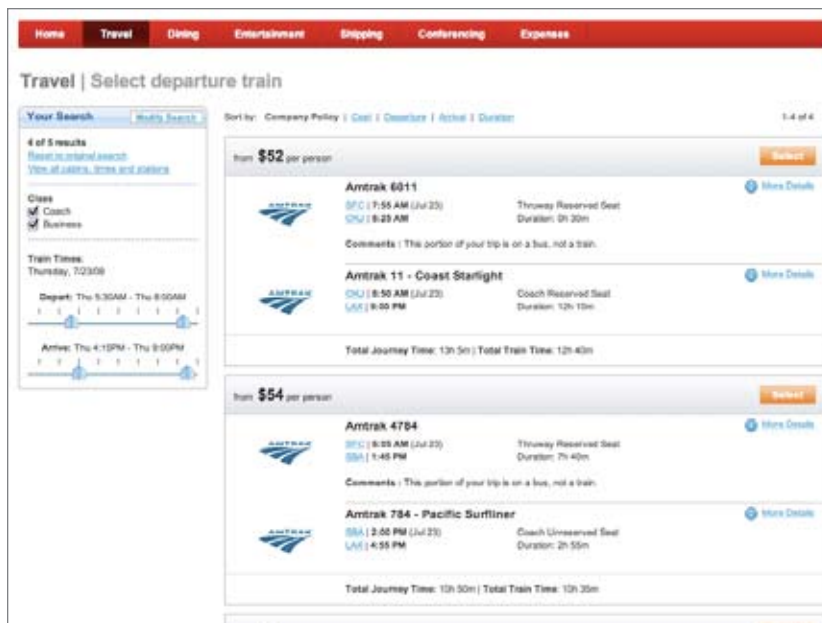 Home Travel Dining Entertainment Shipping Conferencing Expenses
Travel | Select departure train
Your Search Modify Search
Sort by: Company Policy | Cost | Departure | Arrival | Duration
1-4 of 4
4 of 5 results
Reset to original search
View all cabins, times and stations
Class
Coach
Business
Train Times
Thursday, 7/23/09
Depart: Thu 5:30AM - Thu 8:00AM
Arrive: Thu 4:10PM - Thu 9:00PM
from $52 per person
Select
AMTRAK
Amtrak 6011
More Details
SFC | 7:55 AM (Jul 23) Thruway Reserved Seat
OKJ | 8:25 AM Duration: 0h 30m
Comments : This portion of your trip is on a bus, not a train.
AMTRAK
Amtrak 11 - Coast Starlight
More Details
OKJ | 8:50 AM (Jul 23) Coach Reserved Seat
LAX | 9:00 PM Duration: 12h 10m
Total Journey Time: 13h 5m | Total Train Time: 12h 40m
from $54 per person
Select
AMTRAK
Amtrak 4784
More Details
SFC | 6:05 AM (Jul 23) Thruway Reserved Seat
SBA | 1:45 PM Duration: 7h 40m
Comments : This portion of your trip is on a bus, not a train.
AMTRAK
Amtrak 784 - Pacific Surfliner
More Details
SBA | 2:00 PM (Jul 23) Coach Unreserved Seat
LAX | 4:55 PM Duration: 2h 55m
Total Journey Time: 10h 50m | Total Train Time: 10h 35m